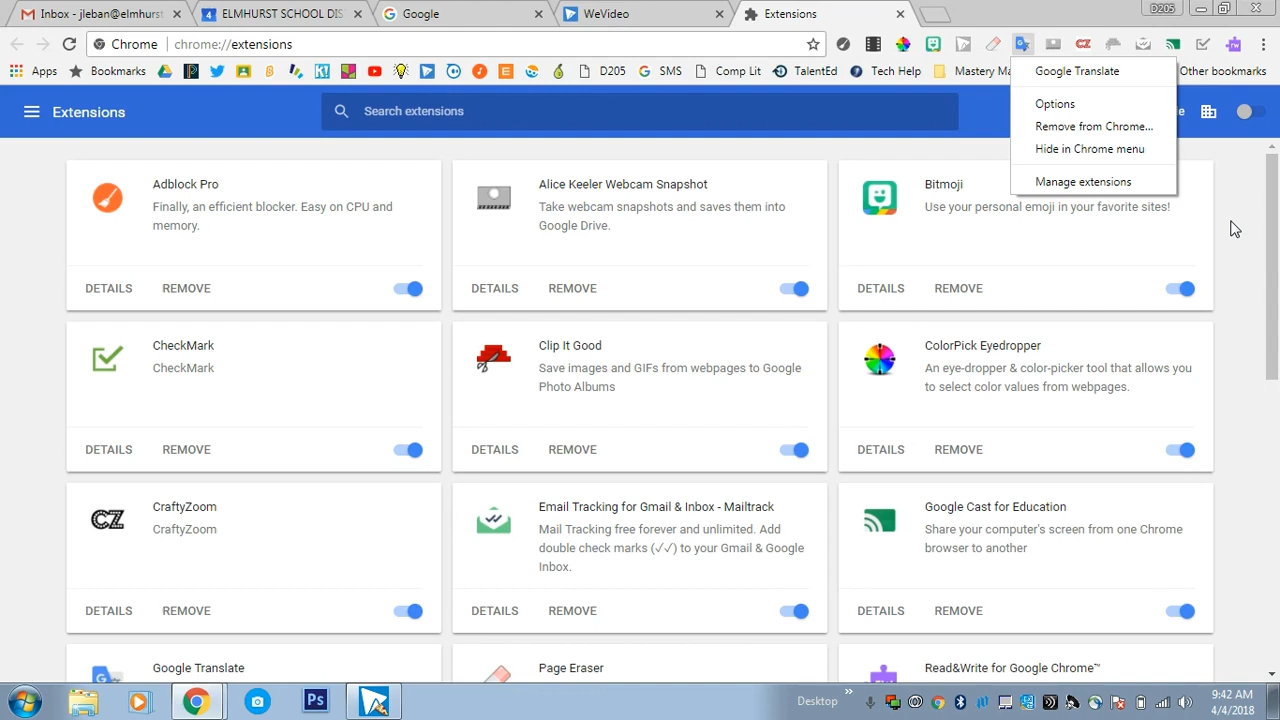 Inbox - jleban@elmhurst
ELMHURST SCHOOL DIS
Google
WeVideo
Extensions
D205
Chrome
chrome://extensions
Apps
Bookmarks
D205
SMS
Comp Lit
TalentEd
Tech Help
Mastery Ma
Other bookmarks
Google Translate
Options
Remove from Chrome...
Hide in Chrome menu
Manage extensions
Extensions
Search extensions
Adblock Pro
Finally, an efficient blocker. Easy on CPU and
memory.
DETAILS REMOVE
Alice Keeler Webcam Snapshot
Take webcam snapshots and saves them into
Google Drive.
DETAILS REMOVE
Bitmoji
Use your personal emoji in your favorite sites!
DETAILS REMOVE
CheckMark
CheckMark
DETAILS REMOVE
Clip It Good
Save images and GIFs from webpages to Google
Photo Albums
DETAILS REMOVE
ColorPick Eyedropper
An eye-dropper & color-picker tool that allows you
to select color values from webpages.
DETAILS REMOVE
CZ
CraftyZoom
CraftyZoom
DETAILS REMOVE
Email Tracking for Gmail & Inbox - Mailtrack
Mail Tracking free forever and unlimited. Add
double check marks (✓✓) to your Gmail & Google
Inbox.
DETAILS REMOVE
Google Cast for Education
Share your computer's screen from one Chrome
browser to another
DETAILS REMOVE
Google Translate
Page Eraser
Read&Write for Google Chrome™
Ps
Desktop
9:42 AM
4/4/2018